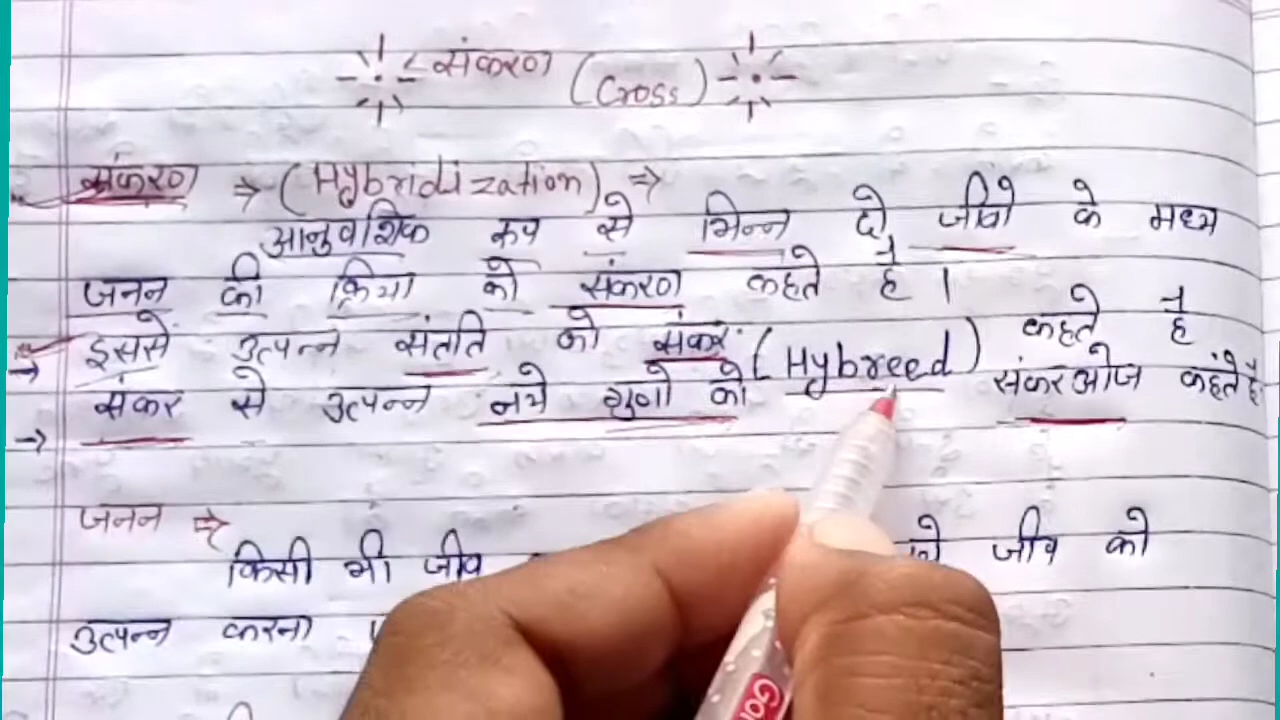 संकरण (Cross)
संकरण ⇒ (Hybridization) ⇒
आनुवंशिक रूप से भिन्न दो जीवो के मध्य
जनन की क्रिया को संकरण कहते है ।
→ इससे उत्पन्न संतति को संकर (Hybreed) कहते है
→ संकर से उत्पन्न नये गुणो को संकरओज कहते है
जनन ⇒
किसी भी जीव जीव को
उत्पन्न करना